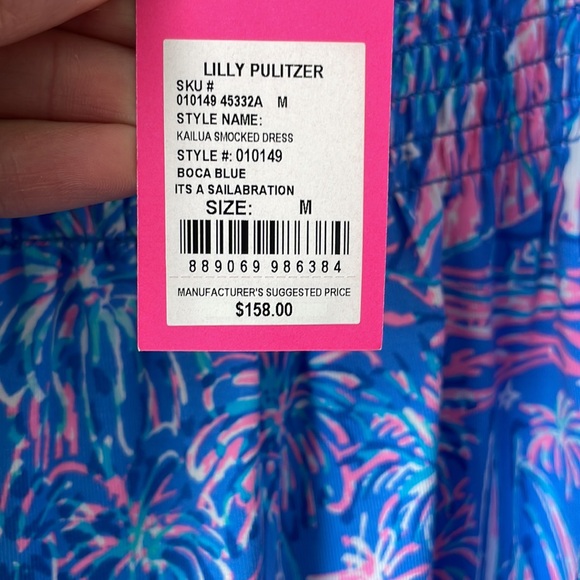 LILLY PULITZER
SKU #
010149 45332A M
STYLE NAME:
KAILUA SMOCKED DRESS
STYLE #: 010149
BOCA BLUE
ITS A SAILABRATION
SIZE: M
889069 986384
MANUFACTURER'S SUGGESTED PRICE
$158.00